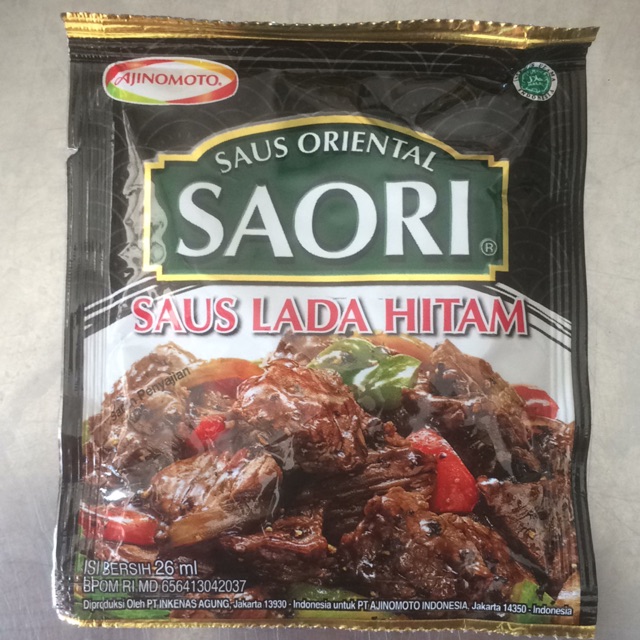 AJINOMOTO®
SAUS ORIENTAL
SAORI®
SAUS LADA HITAM
Saran Penyajian
ISI BERSIH 26 ml
BPOM RI MD 656413042037
Diproduksi Oleh PT INKENAS AGUNG, Jakarta 13930 - Indonesia untuk PT AJINOMOTO INDONESIA, Jakarta 14350 - Indonesia